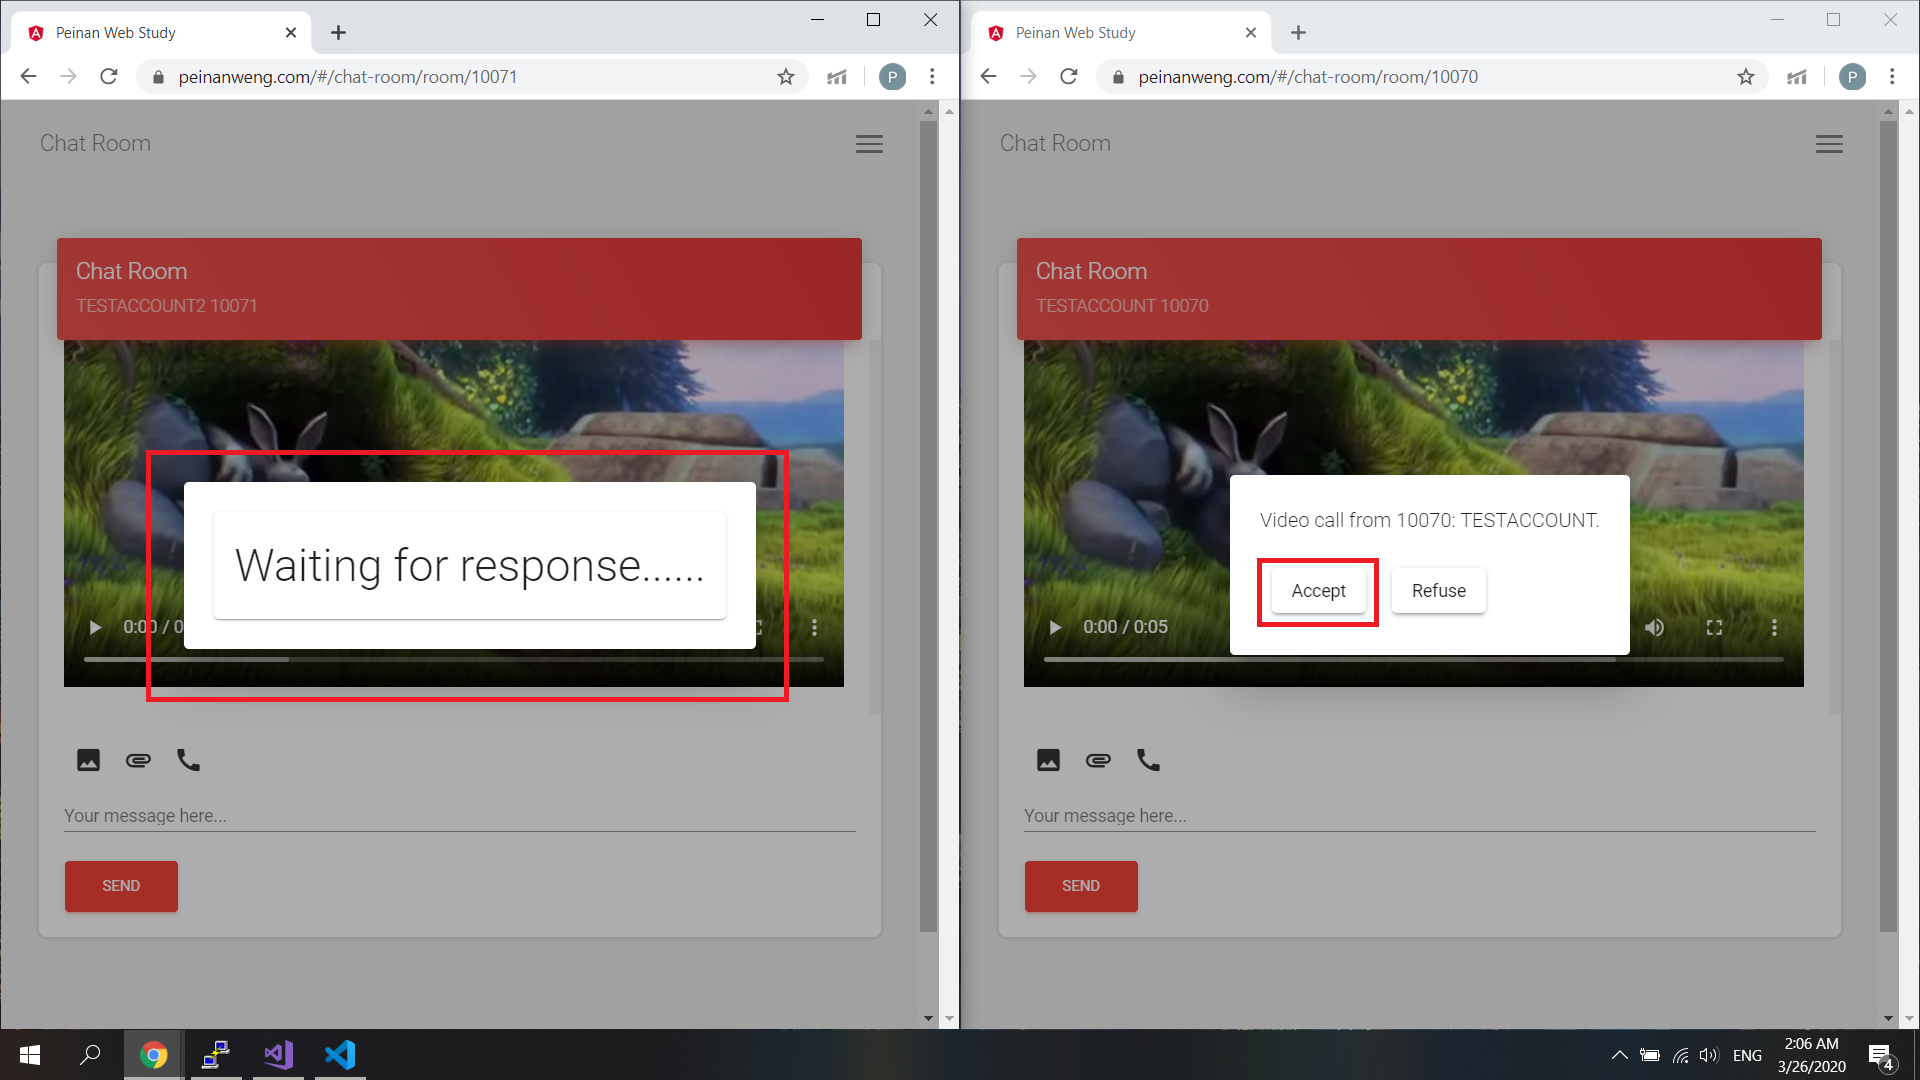 Peinan Web Study
peinanweng.com/#/chat-room/room/10071
P
Chat Room
Chat Room
TESTACCOUNT2 10071
Waiting for response......
0:00 / 0
Your message here...
SEND
Peinan Web Study
peinanweng.com/#/chat-room/room/10070
P
Chat Room
Chat Room
TESTACCOUNT 10070
Video call from 10070: TESTACCOUNT.
Accept
Refuse
0:00 / 0:05
Your message here...
SEND
ENG
2:06 AM
3/26/2020
4